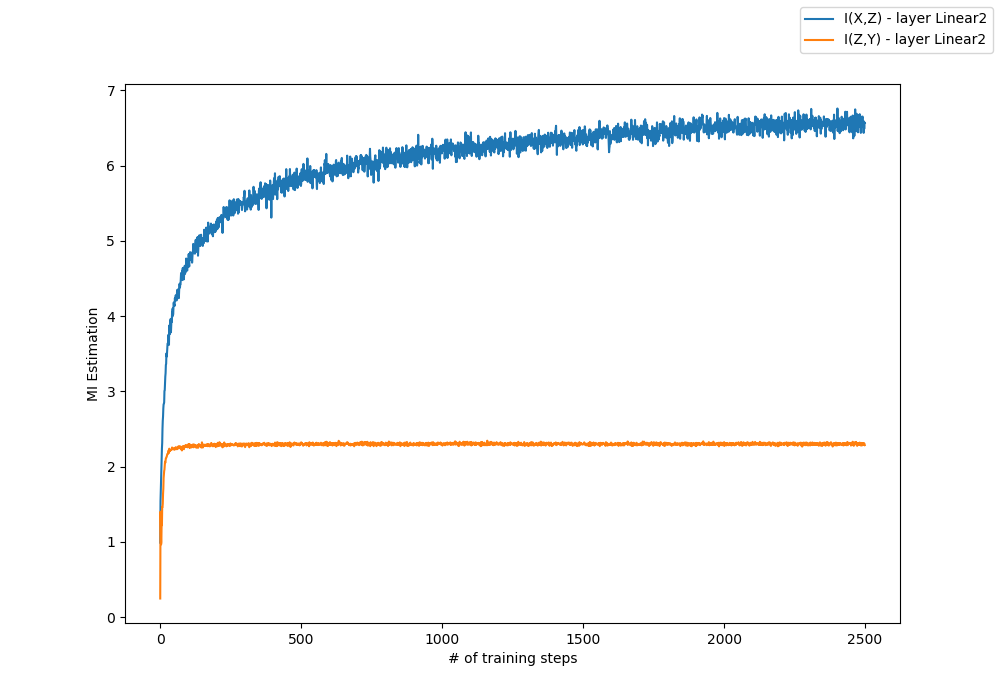 I(X,Z) - layer Linear2
I(Z,Y) - layer Linear2
7
6
5
4
3
2
1
0
MI Estimation
0 500 1000 1500 2000 2500
# of training steps